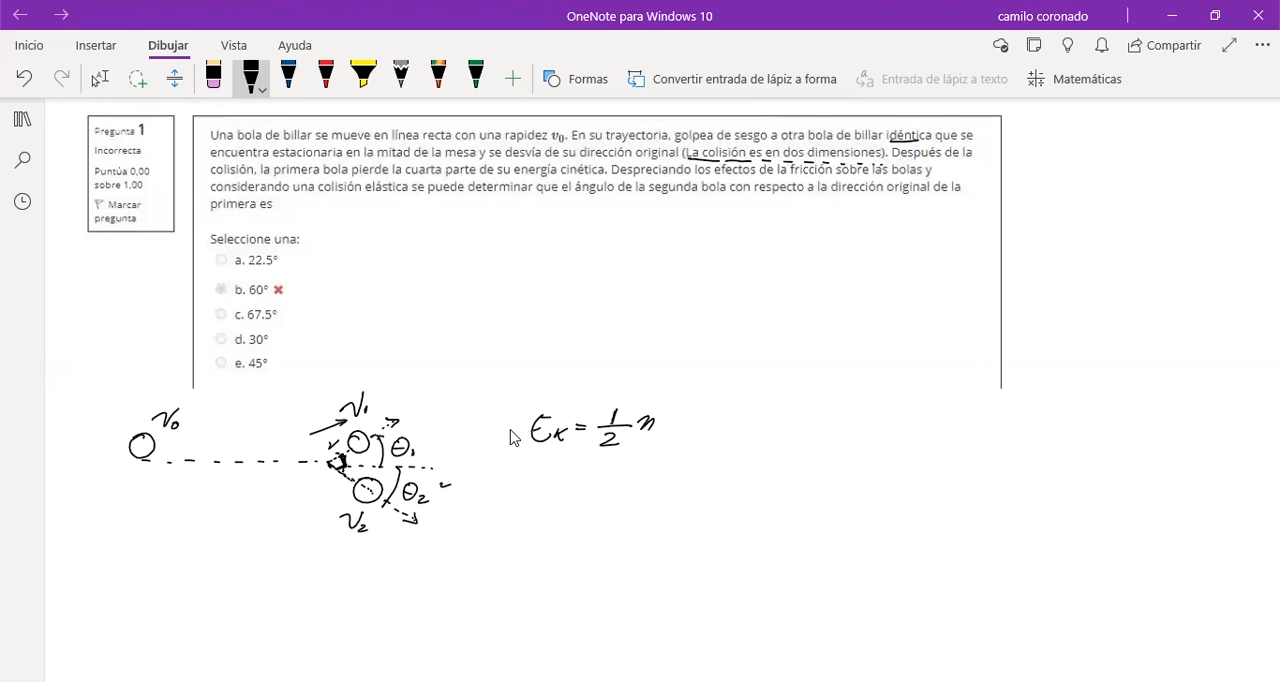 OneNote para Windows 10
camilo coronado
Inicio Insertar Dibujar Vista Ayuda
Compartir
Formas Convertir entrada de lápiz a forma Entrada de lápiz a texto Matemáticas
Pregunta 1
Incorrecta
Puntúa 0,00
sobre 1,00
Marcar
pregunta
Una bola de billar se mueve en línea recta con una rapidez v₀. En su trayectoria, golpea de sesgo a otra bola de billar idéntica que se
encuentra estacionaria en la mitad de la mesa y se desvía de su dirección original (La colisión es en dos dimensiones). Después de la
colisión, la primera bola pierde la cuarta parte de su energía cinética. Despreciando los efectos de la fricción sobre las bolas y
considerando una colisión elástica se puede determinar que el ángulo de la segunda bola con respecto a la dirección original de la
primera es
Seleccione una:
a. 22.5°
b. 60°
c. 67.5°
d. 30°
e. 45°
v₀
v₁
θ₁
θ₂
v₂
Eκ = 1/2 m